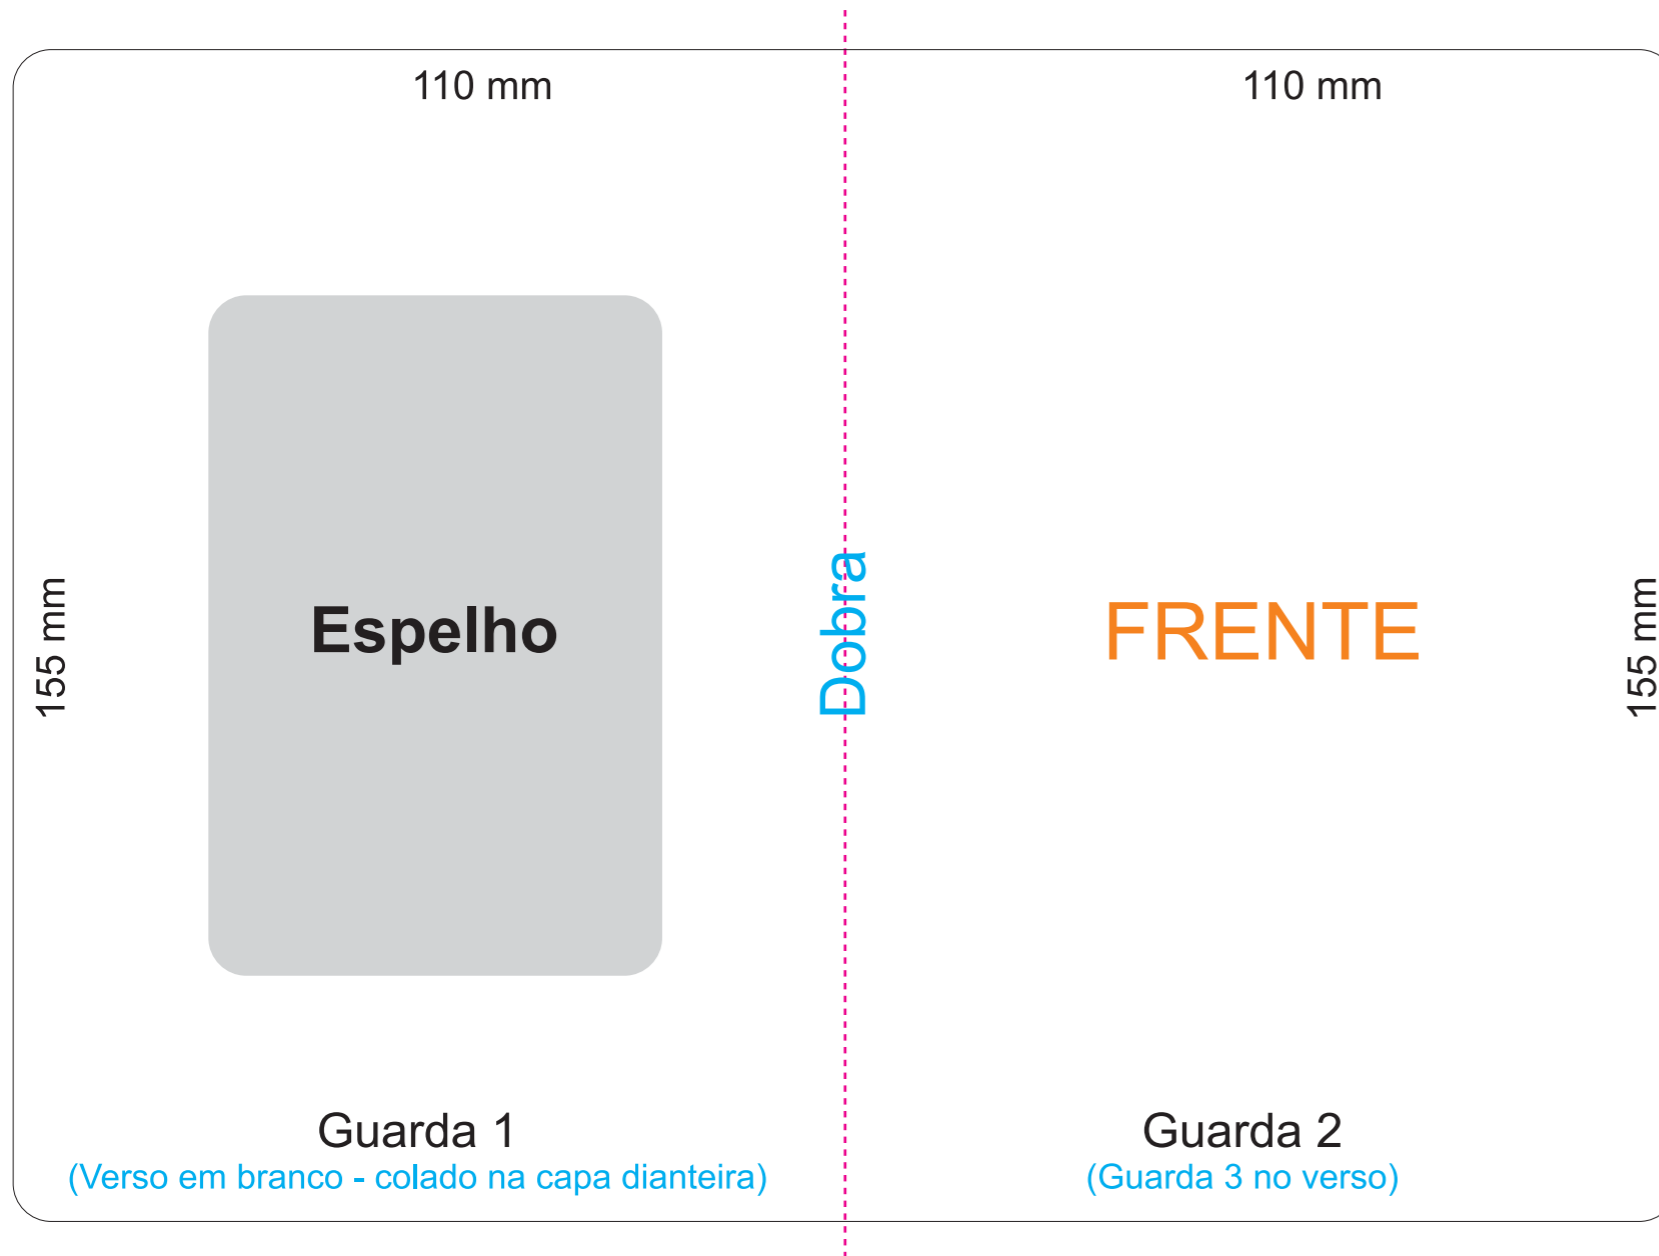 110 mm
110 mm
155 mm
Espelho
Dobra
FRENTE
155 mm
Guarda 1
(Verso em branco - colado na capa dianteira)
Guarda 2
(Guarda 3 no verso)